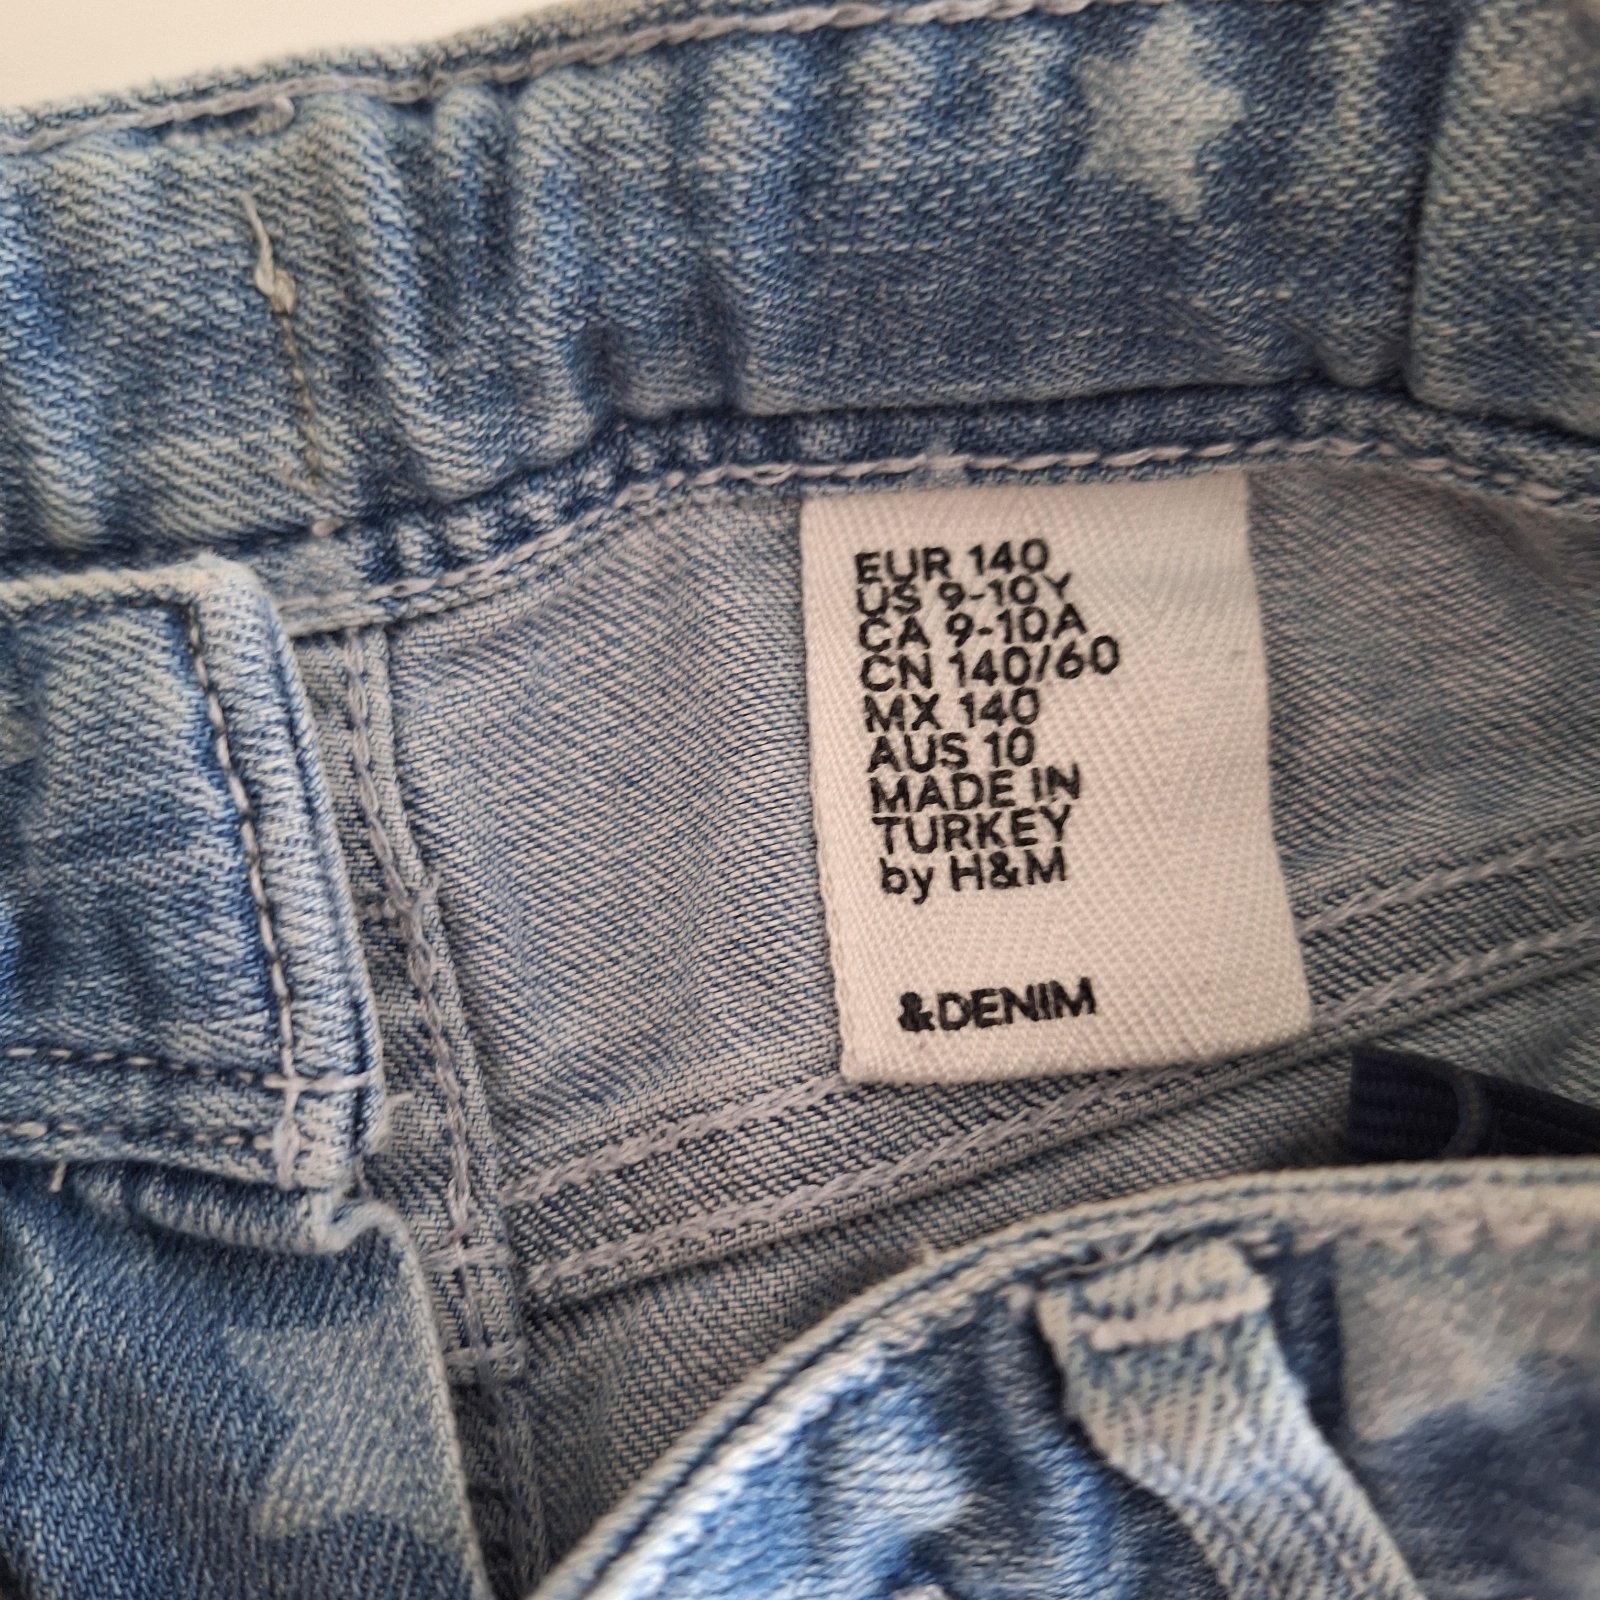 EUR 140
US 9-10Y
CA 9-10A
CN 140/60
MX 140
AUS 10
MADE IN
TURKEY
by H&M
&DENIM